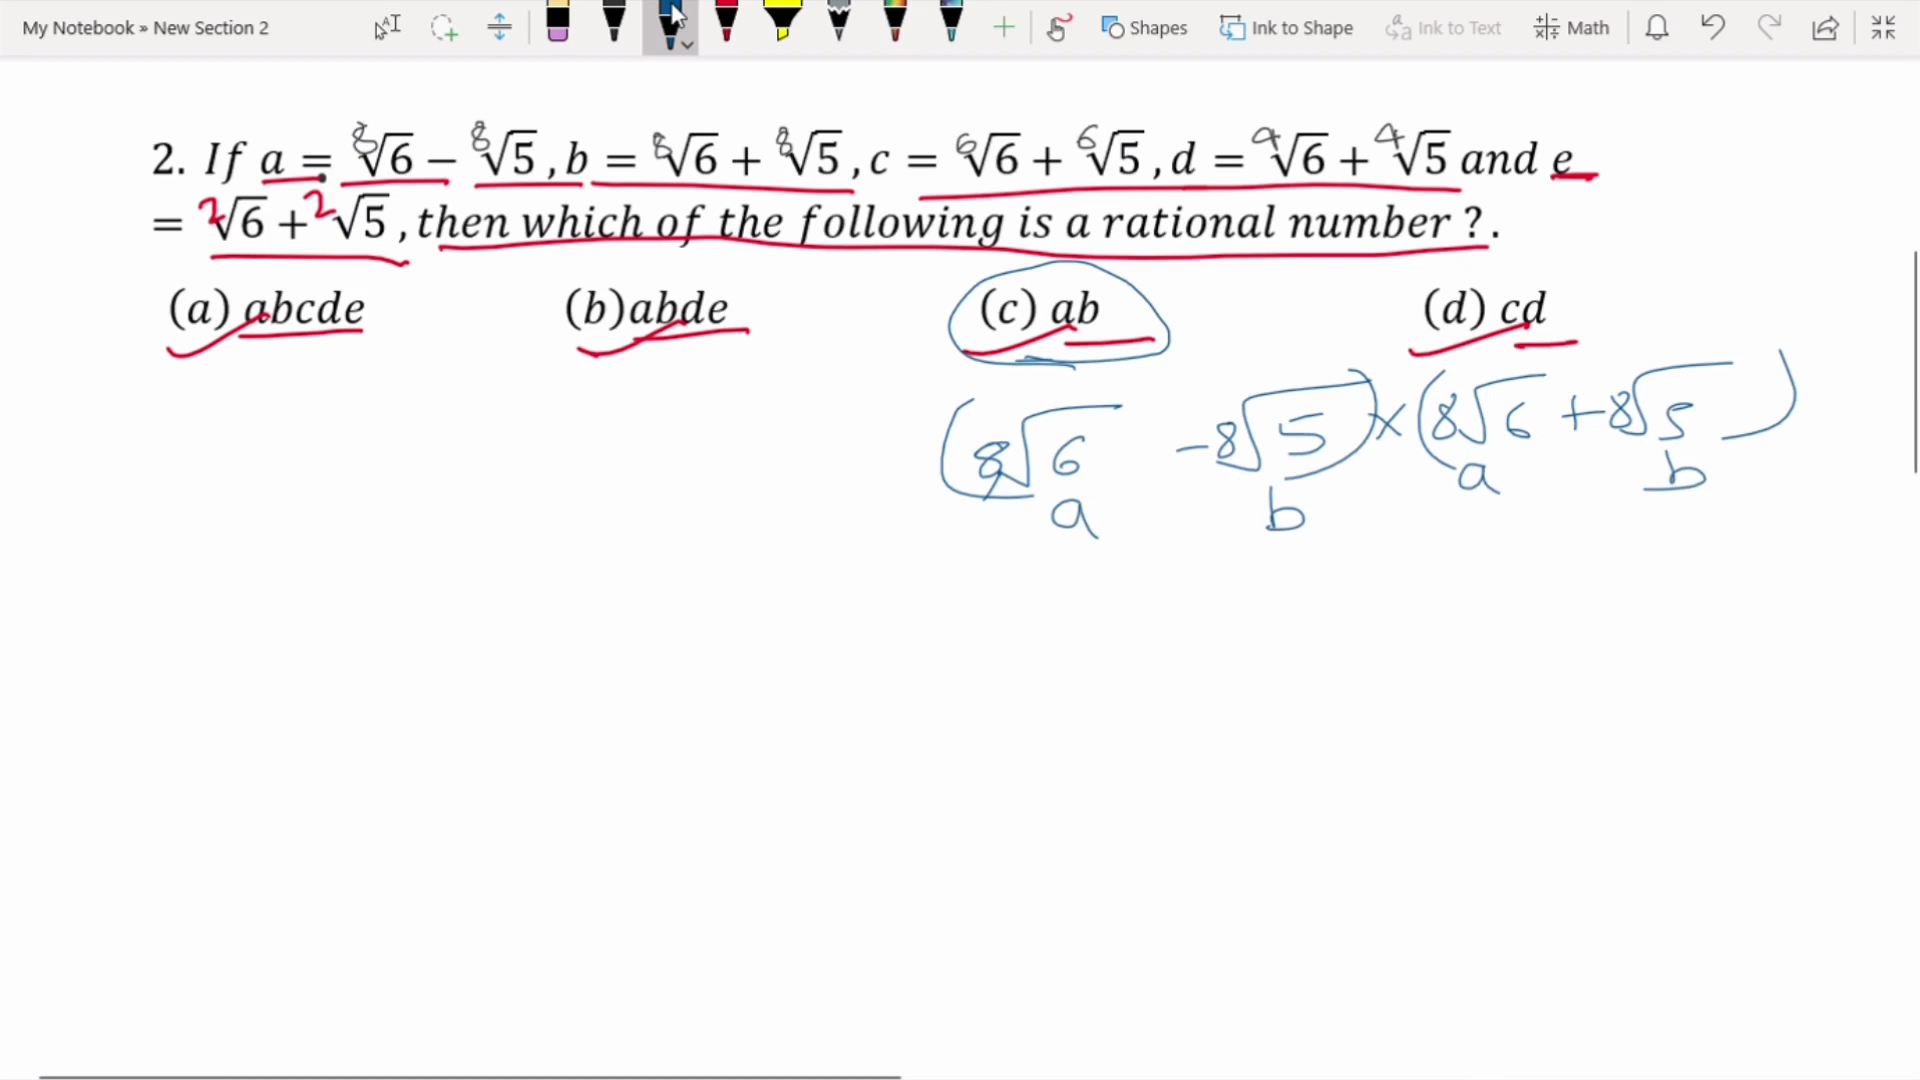 My Notebook » New Section 2 Shapes Ink to Shape Ink to Text Math
2. If a = ⁸√6 − ⁸√5, b = ⁸√6 + ⁸√5, c = ⁶√6 + ⁶√5, d = ⁴√6 + ⁴√5 and e
= ²√6 + ²√5, then which of the following is a rational number ?.
(a) abcde (b)abde (c) ab (d) cd
(⁸√6 − ⁸√5) × (⁸√6 + ⁸√5)
a b a b